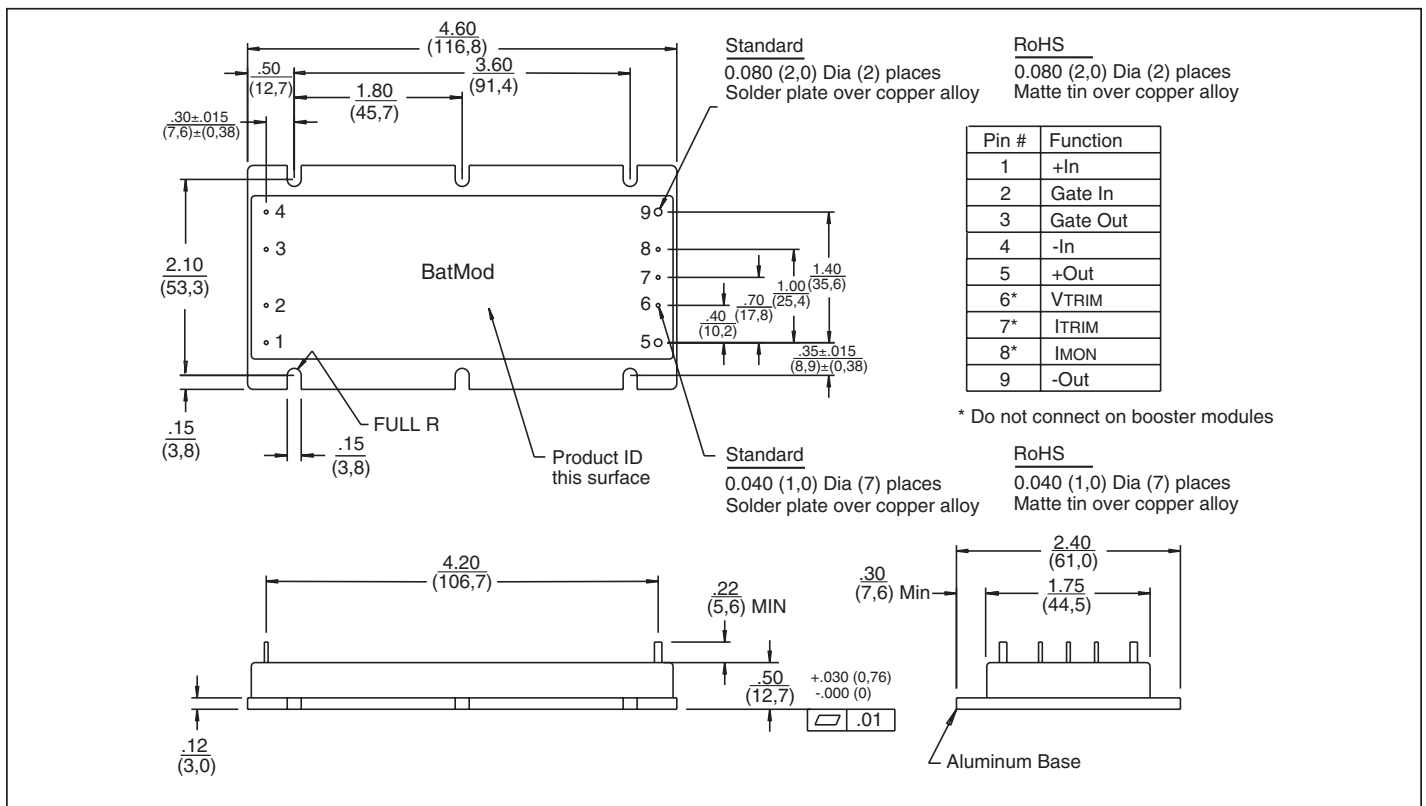 4.60
(116,8)
.50
(12,7)
3.60
(91,4)
1.80
(45,7)
.30±.015
(7,6)±(0,38)
Standard
0.080 (2,0) Dia (2) places
Solder plate over copper alloy
RoHS
0.080 (2,0) Dia (2) places
Matte tin over copper alloy
Pin # Function
1 +In
2 Gate In
3 Gate Out
4 -In
5 +Out
6* VTRIM
7* ITRIM
8* IMON
9 -Out
* Do not connect on booster modules
4
3
2
1
BatMod
9
8
7
6
5
2.10
(53,3)
1.40
(35,6)
1.00
(25,4)
.70
(17,8)
.40
(10,2)
.35±.015
(8,9)±(0,38)
.15
(3,8)
.15
(3,8)
FULL R
Product ID
this surface
Standard
0.040 (1,0) Dia (7) places
Solder plate over copper alloy
RoHS
0.040 (1,0) Dia (7) places
Matte tin over copper alloy
4.20
(106,7)
.22
(5,6) MIN
.50
(12,7)
+.030 (0,76)
-.000 (0)
.01
.12
(3,0)
2.40
(61,0)
.30
(7,6) Min
1.75
(44,5)
Aluminum Base